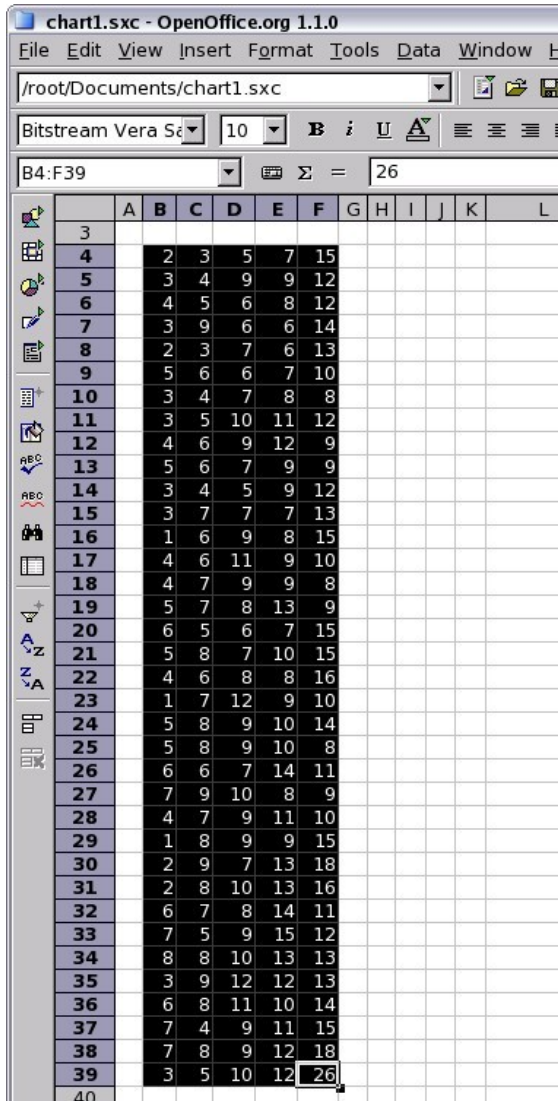 chart1.sxc - OpenOffice.org 1.1.0
File Edit View Insert Format Tools Data Window
/root/Documents/chart1.sxc
Bitstream Vera 10 B i U A
B4:F39 Σ = 26
A B C D E F G H I J K L
3
4 2 3 5 7 15
5 3 4 9 9 12
6 4 5 6 8 12
7 3 9 6 6 14
8 2 3 7 6 13
9 5 6 6 7 10
10 3 4 7 8 8
11 3 5 10 11 12
12 4 6 9 12 9
13 5 6 7 9 9
14 3 4 5 9 12
15 3 7 7 7 13
16 1 6 9 8 15
17 4 6 11 9 10
18 4 7 9 9 8
19 5 7 8 13 9
20 6 5 6 7 15
21 5 8 7 10 15
22 4 6 8 8 16
23 1 7 12 9 10
24 5 8 9 10 14
25 5 8 9 10 8
26 6 6 7 14 11
27 7 9 10 8 9
28 4 7 9 11 10
29 1 8 9 9 15
30 2 9 7 13 18
31 2 8 10 13 16
32 6 7 8 14 11
33 7 5 9 15 12
34 8 8 10 13 13
35 3 9 12 12 13
36 6 8 11 10 14
37 7 4 9 11 15
38 7 8 9 12 18
39 3 5 10 12 26
40
ABC
ABC
A Z
Z A